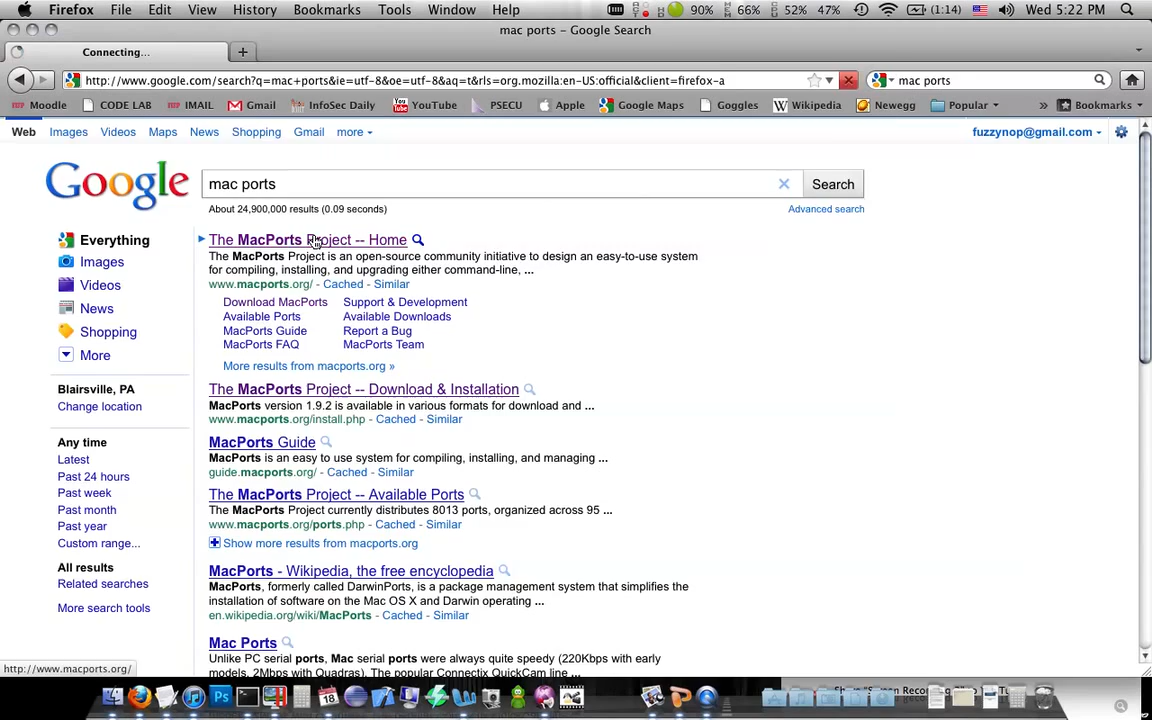 Firefox File Edit View History Bookmarks Tools Window Help 90% 66% 52% 47% (1:14) Wed 5:22 PM
mac ports – Google Search
Connecting...
http://www.google.com/search?q=mac+ports&ie=utf-8&oe=utf-8&aq=t&rls=org.mozilla:en-US:official&client=firefox-a mac ports
Moodle CODE LAB IMAIL Gmail InfoSec Daily YouTube PSECU Apple Google Maps Goggles Wikipedia Newegg Popular » Bookmarks
Web Images Videos Maps News Shopping Gmail more fuzzynop@gmail.com
Google mac ports Search
About 24,900,000 results (0.09 seconds) Advanced search
Everything
Images
Videos
News
Shopping
More
Blairsville, PA
Change location
Any time
Latest
Past 24 hours
Past week
Past month
Past year
Custom range...
All results
Related searches
More search tools
The MacPorts Project -- Home
The MacPorts Project is an open-source community initiative to design an easy-to-use system
for compiling, installing, and upgrading either command-line, ...
www.macports.org/ - Cached - Similar
Download MacPorts Support & Development
Available Ports Available Downloads
MacPorts Guide Report a Bug
MacPorts FAQ MacPorts Team
More results from macports.org »
The MacPorts Project -- Download & Installation
MacPorts version 1.9.2 is available in various formats for download and ...
www.macports.org/install.php - Cached - Similar
MacPorts Guide
MacPorts is an easy to use system for compiling, installing, and managing ...
guide.macports.org/ - Cached - Similar
The MacPorts Project -- Available Ports
The MacPorts Project currently distributes 8013 ports, organized across 95 ...
www.macports.org/ports.php - Cached - Similar
Show more results from macports.org
MacPorts - Wikipedia, the free encyclopedia
MacPorts, formerly called DarwinPorts, is a package management system that simplifies the
installation of software on the Mac OS X and Darwin operating ...
en.wikipedia.org/wiki/MacPorts - Cached - Similar
Mac Ports
Unlike PC serial ports, Mac serial ports were always quite speedy (220Kbps with early
models, 2Mbps with Quadras). The popular Connectix QuickCam line ...
http://www.macports.org/
18